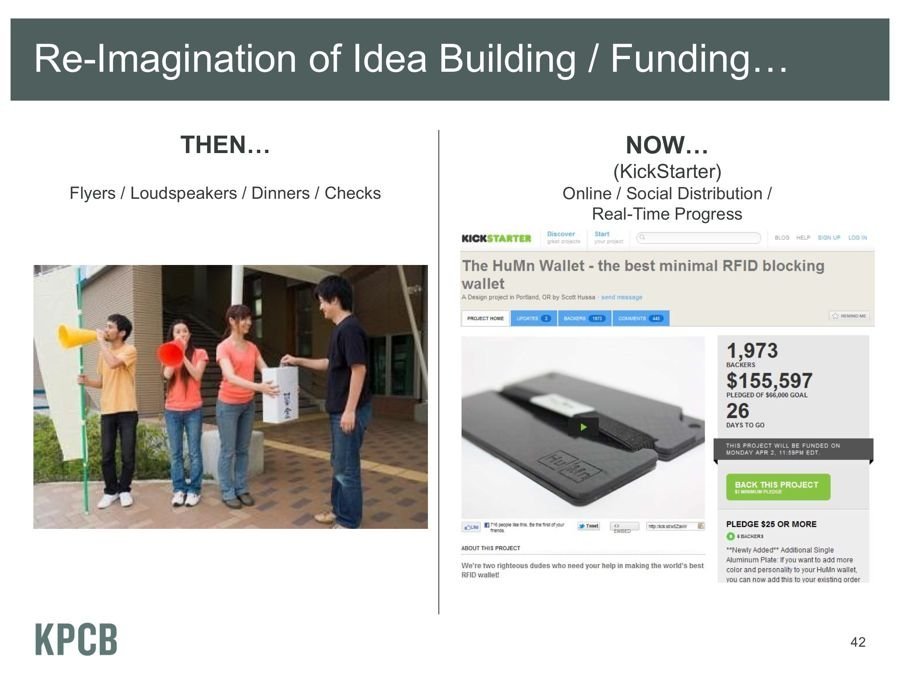 Re-Imagination of Idea Building / Funding…
THEN…
Flyers / Loudspeakers / Dinners / Checks
NOW…
(KickStarter)
Online / Social Distribution /
Real-Time Progress
KICKSTARTER
Discover
great projects
Start
your project
BLOG HELP SIGN UP LOG IN
The HuMn Wallet - the best minimal RFID blocking
wallet
A Design project in Portland, OR by Scott Hussa · send message
PROJECT HOME UPDATES 2 BACKERS 1973 COMMENTS 445
REMIND ME
HuMn
1,973
BACKERS
$155,597
PLEDGED OF $66,000 GOAL
26
DAYS TO GO
THIS PROJECT WILL BE FUNDED ON
MONDAY APR 2, 11:59PM EDT.
BACK THIS PROJECT
$1 MINIMUM PLEDGE
Like
716 people like this. Be the first of your
friends.
Tweet
EMBED
ABOUT THIS PROJECT
We're two righteous dudes who need your help in making the world's best
RFID wallet!
PLEDGE $25 OR MORE
6 BACKERS
**Newly Added** Additional Single
Aluminum Plate: If you want to add more
color and personality to your HuMn wallet,
you can now add this to your existing order
KPCB
42